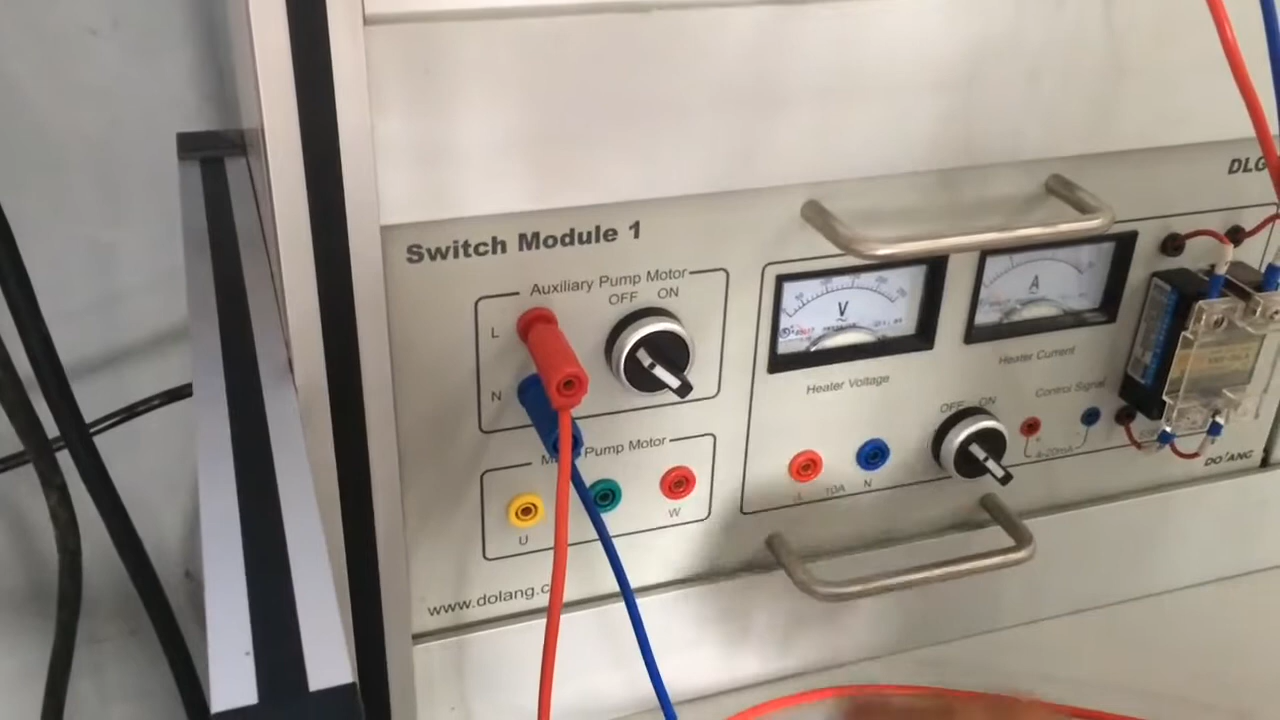 DLG
Switch Module 1
Auxiliary Pump Motor
OFF ON
L
N
V
A
Heater Voltage
Heater Current
Control Signal
OFF ON
+
4-20mA
Pump Motor
L 10A N
U
W
DOLANG
www.dolang.c